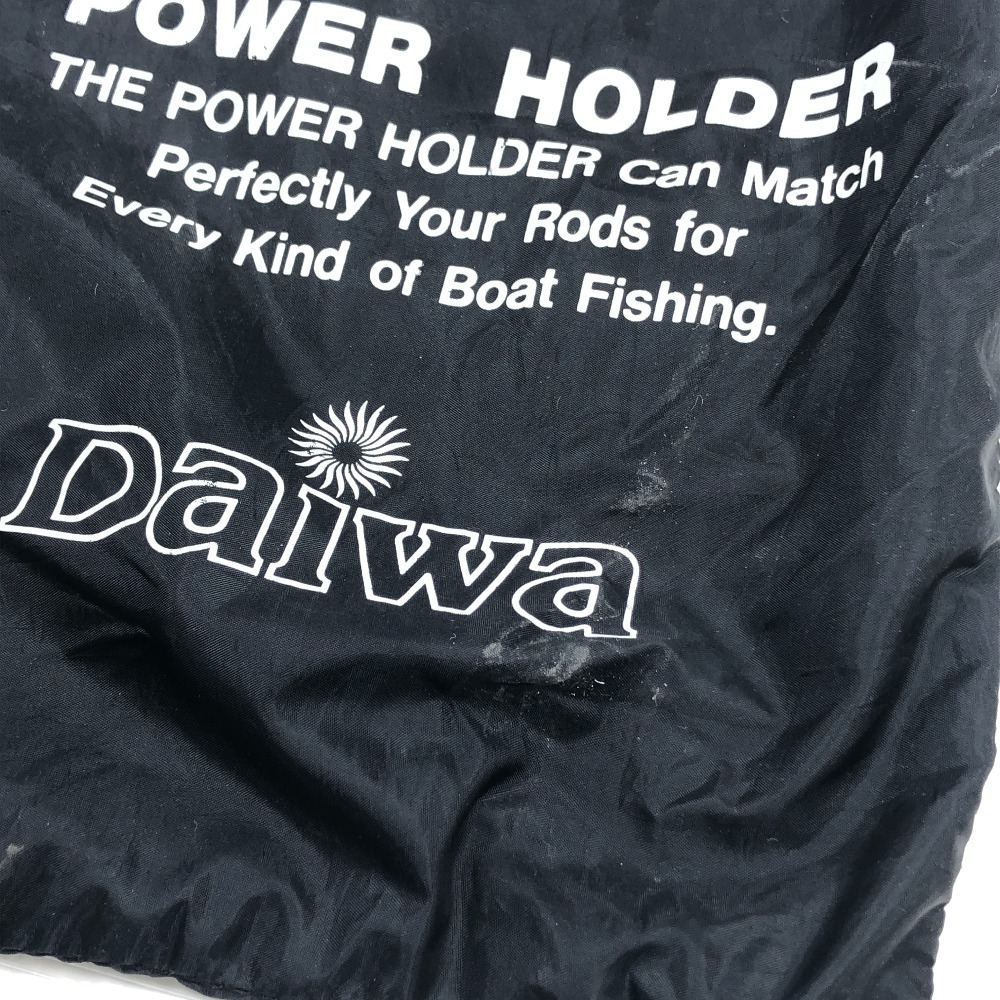 POWER HOLDER
THE POWER HOLDER can Match
Perfectly Your Rods for
Every Kind of Boat Fishing.
Daiwa